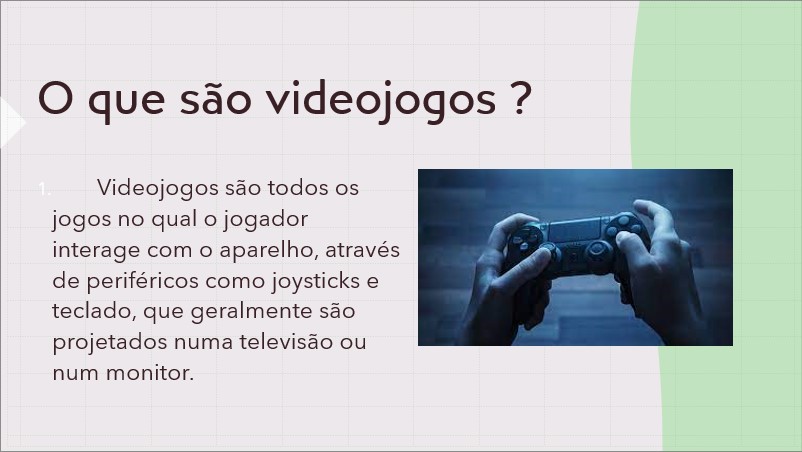 O que são videojogos ?
1. Videojogos são todos os
jogos no qual o jogador
interage com o aparelho, através
de periféricos como joysticks e
teclado, que geralmente são
projetados numa televisão ou
num monitor.